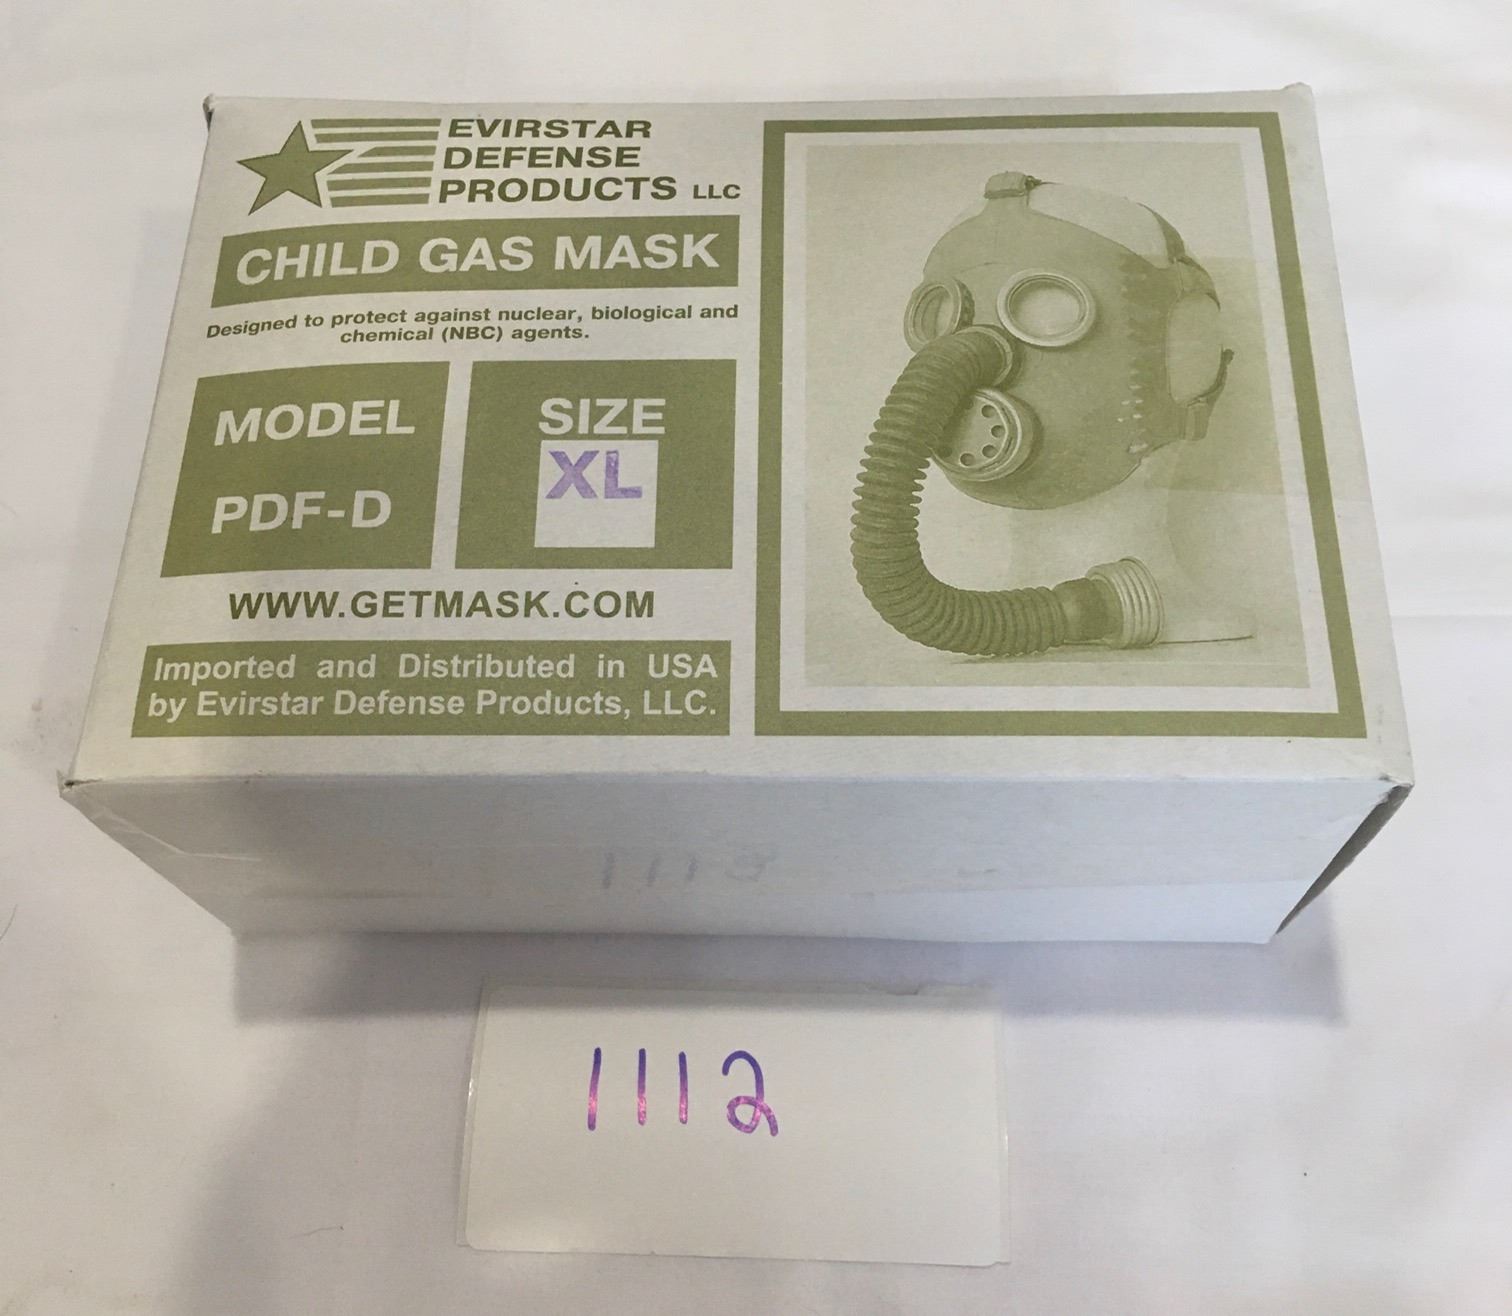 EVIRSTAR
DEFENSE
PRODUCTS LLC
CHILD GAS MASK
Designed to protect against nuclear, biological and
chemical (NBC) agents.
MODEL
PDF-D
SIZE
XL
WWW.GETMASK.COM
Imported and Distributed in USA
by Evirstar Defense Products, LLC.
1112